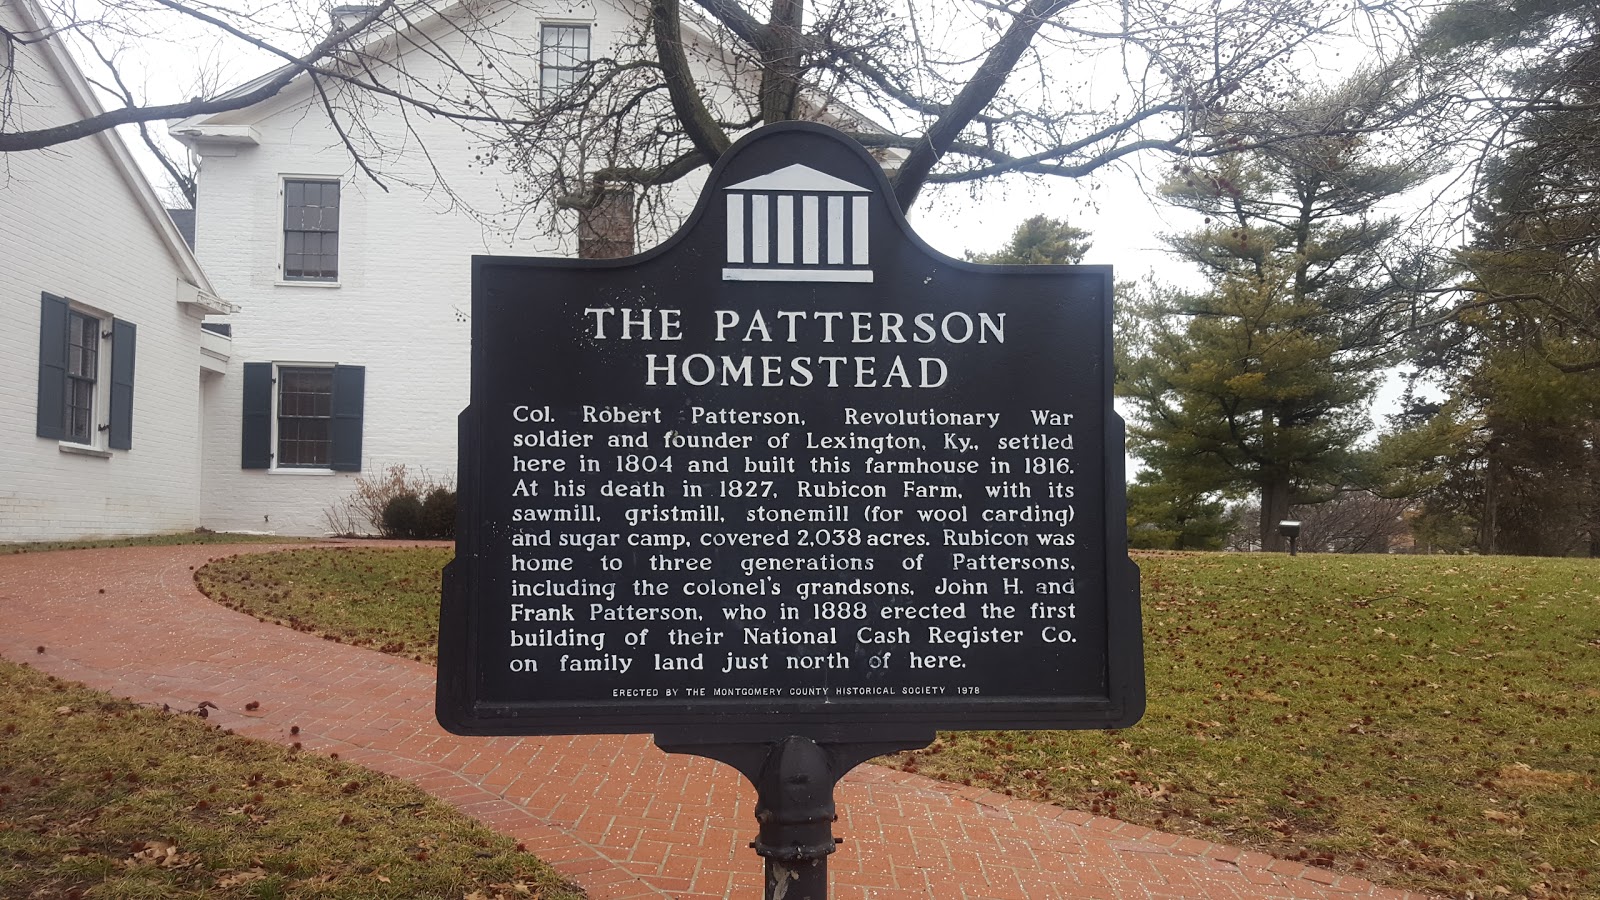 THE PATTERSON
HOMESTEAD
Col. Robert Patterson, Revolutionary War
soldier and founder of Lexington, Ky., settled
here in 1804 and built this farmhouse in 1816.
At his death in 1827, Rubicon Farm, with its
sawmill, gristmill, stonemill (for wool carding)
and sugar camp, covered 2,038 acres. Rubicon was
home to three generations of Pattersons,
including the colonel's grandsons, John H. and
Frank Patterson, who in 1888 erected the first
building of their National Cash Register Co.
on family land just north of here.
ERECTED BY THE MONTGOMERY COUNTY HISTORICAL SOCIETY 1978